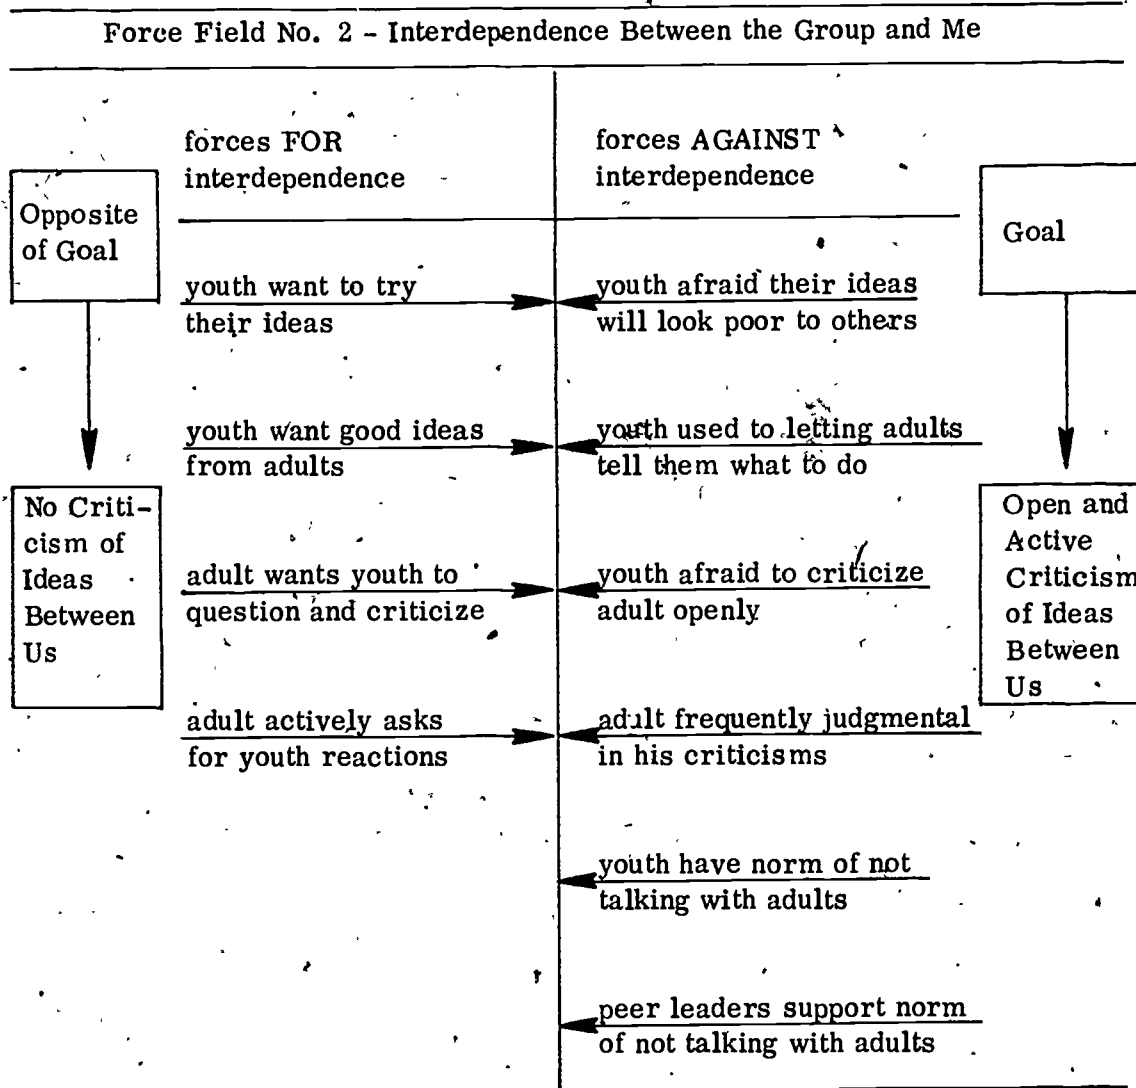 Force Field No. 2 - Interdependence Between the Group and Me
forces FOR
interdependence
forces AGAINST
interdependence
Opposite
of Goal
Goal
youth want to try
their ideas
youth afraid their ideas
will look poor to others
youth want good ideas
from adults
youth used to letting adults
tell them what to do
No Criti-
cism of
Ideas
Between
Us
Open and
Active
Criticism
of Ideas
Between
Us
adult wants youth to
question and criticize
youth afraid to criticize
adult openly
adult actively asks
for youth reactions
adult frequently judgmental
in his criticisms
youth have norm of not
talking with adults
peer leaders support norm
of not talking with adults